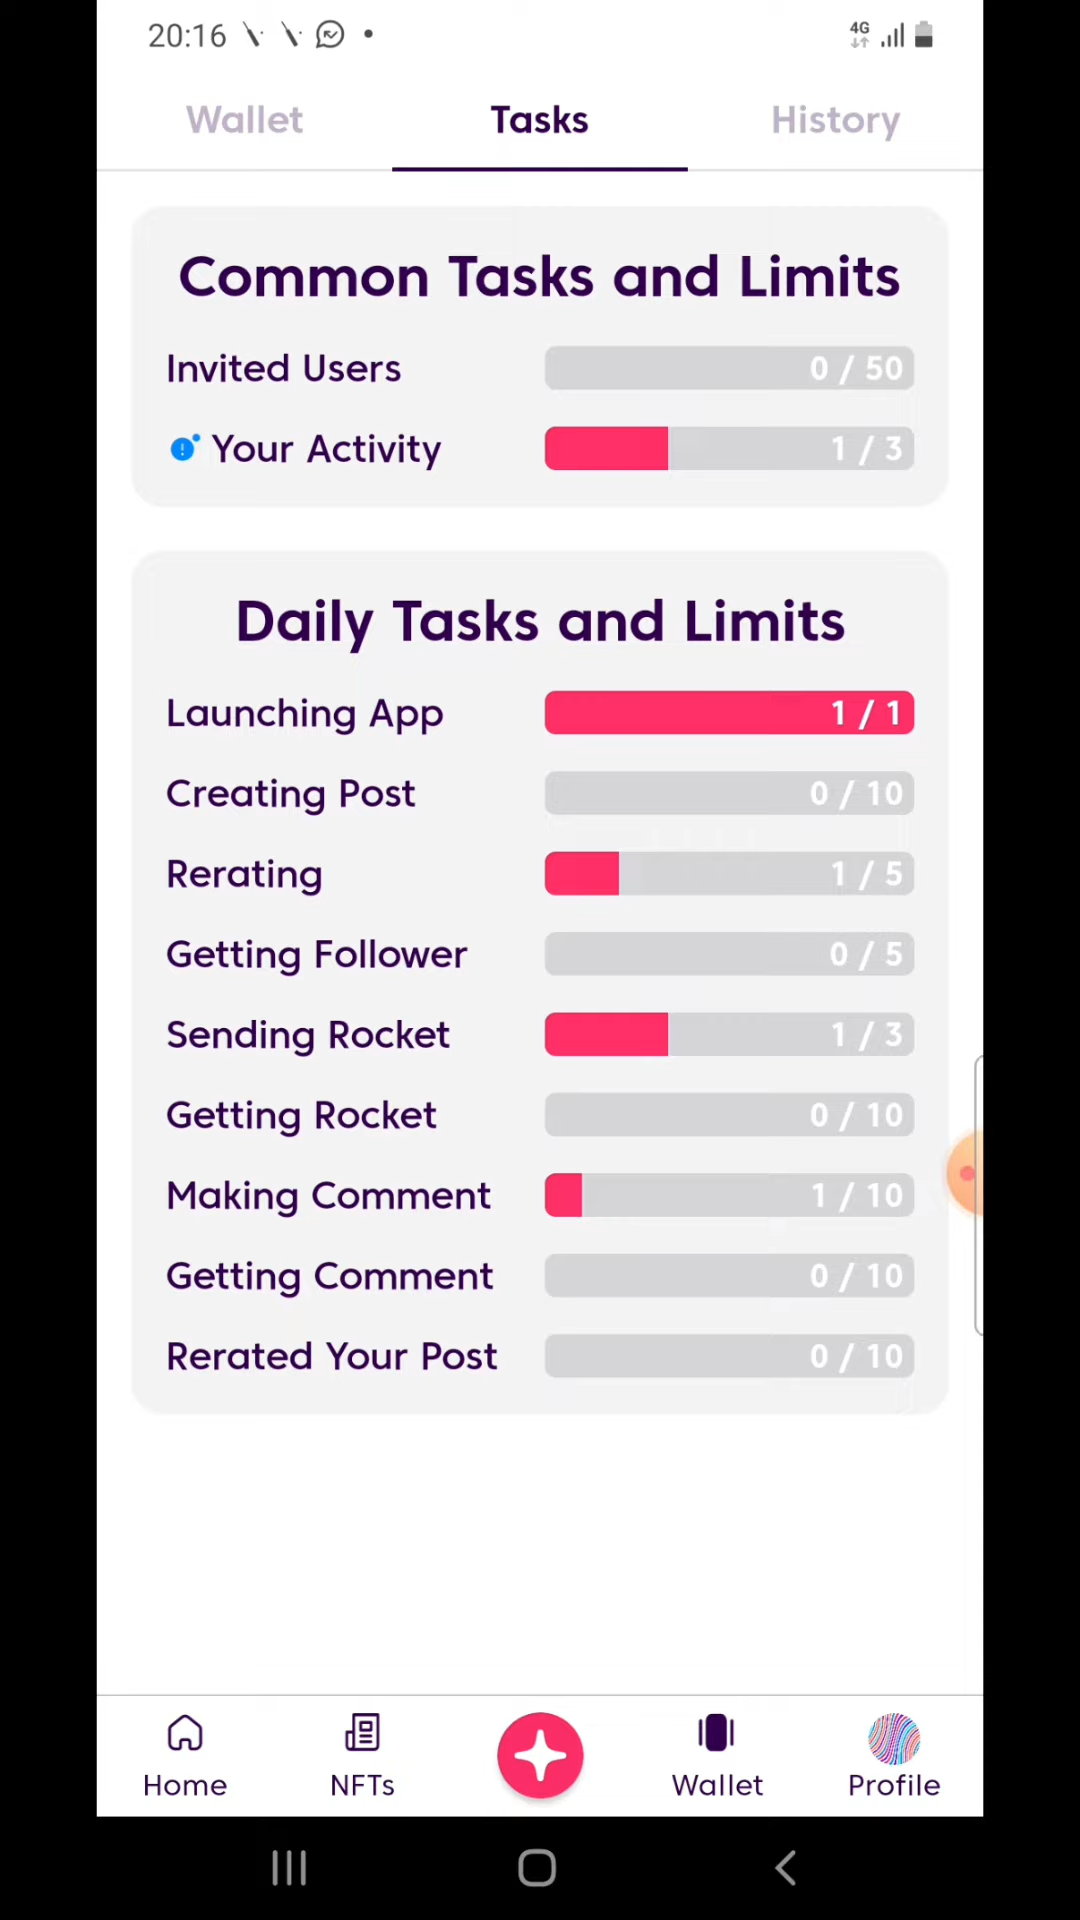 20:16
4G
Wallet
Tasks
History
Common Tasks and Limits
Invited Users 0 / 50
Your Activity 1 / 3
Daily Tasks and Limits
Launching App 1 / 1
Creating Post 0 / 10
Rerating 1 / 5
Getting Follower 0 / 5
Sending Rocket 1 / 3
Getting Rocket 0 / 10
Making Comment 1 / 10
Getting Comment 0 / 10
Rerated Your Post 0 / 10
Home
NFTs
Wallet
Profile